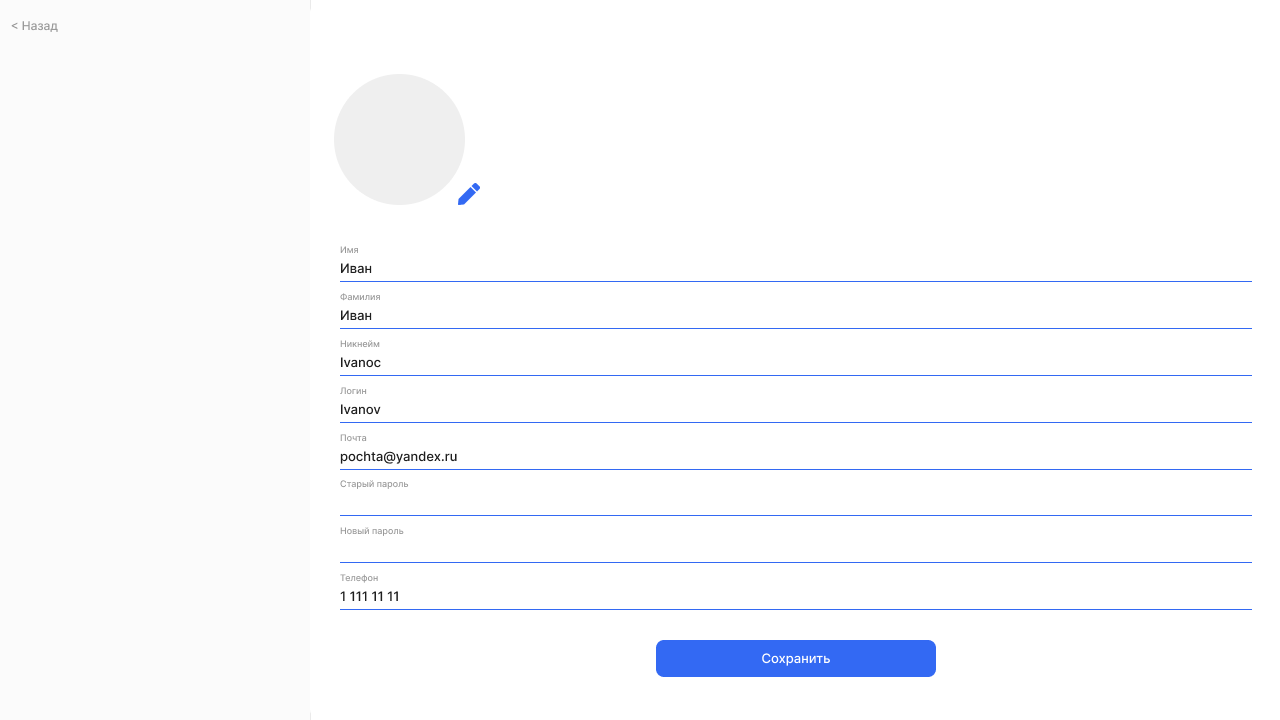 < Назад
Имя
Иван
Фамилия
Иван
Никнейм
Ivanoc
Логин
Ivanov
Почта
pochta@yandex.ru
Старый пароль
Новый пароль
Телефон
1 111 11 11
Сохранить